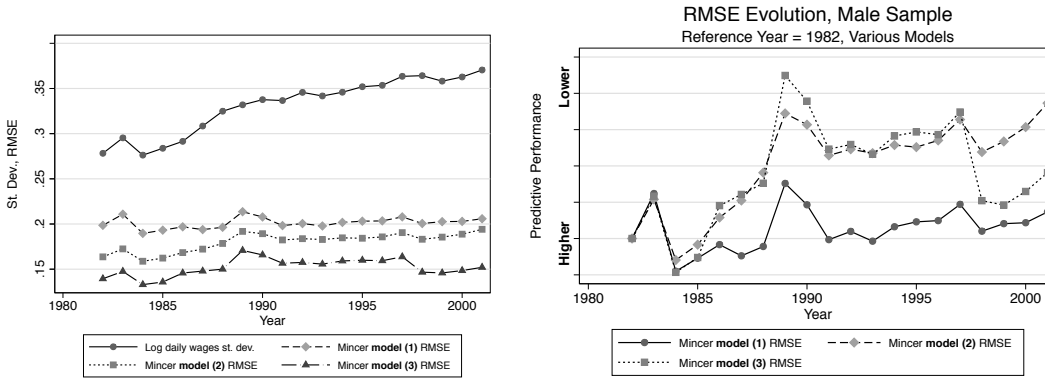 St. Dev., RMSE
.35
.3
.25
.2
.15
1980
1985
1990
1995
2000
Year
Log daily wages st. dev.
Mincer model (1) RMSE
Mincer model (2) RMSE
Mincer model (3) RMSE
RMSE Evolution, Male Sample
Reference Year = 1982, Various Models
Predictive Performance
Lower
Higher
1980
1985
1990
1995
2000
Year
Mincer model (1) RMSE
Mincer model (2) RMSE
Mincer model (3) RMSE